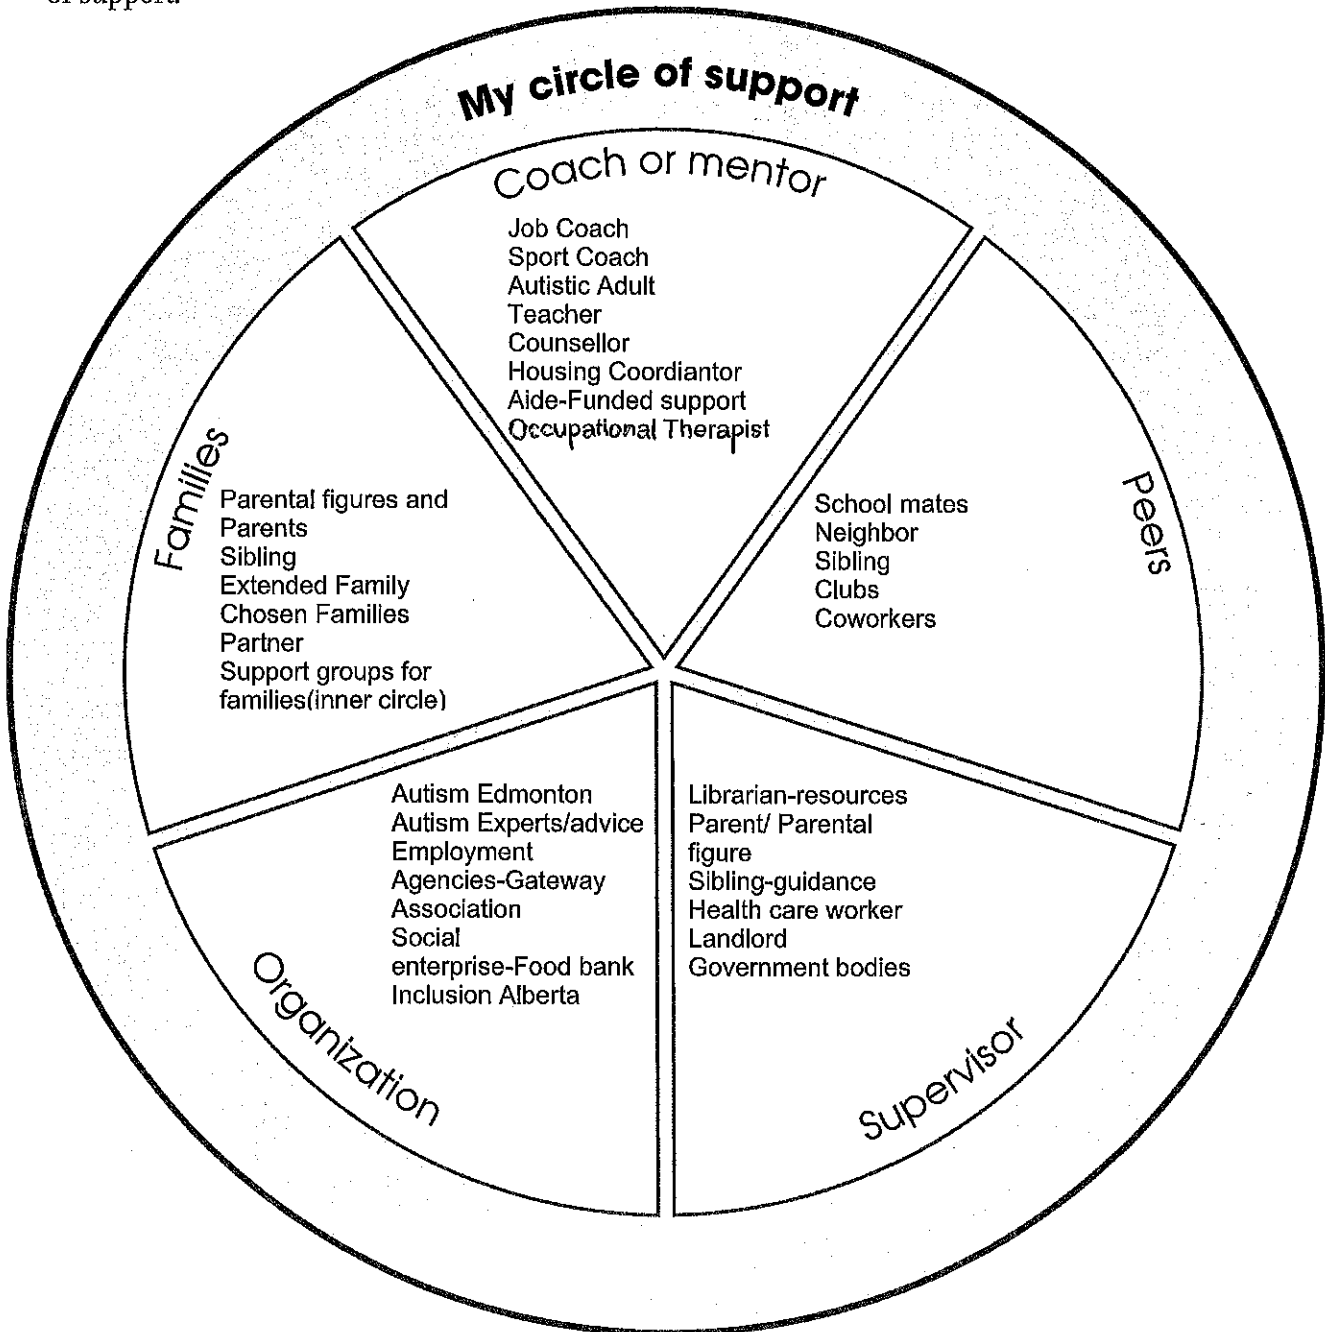 of support.
My circle of support
Coach or mentor
Job Coach
Sport Coach
Autistic Adult
Teacher
Counsellor
Housing Coordiantor
Aide-Funded support
Occupational Therapist
Families
Parental figures and
Parents
Sibling
Extended Family
Chosen Families
Partner
Support groups for
families(inner circle)
Peers
School mates
Neighbor
Sibling
Clubs
Coworkers
Autism Edmonton
Autism Experts/advice
Employment
Agencies-Gateway
Association
Social
enterprise-Food bank
Inclusion Alberta
Organization
Librarian-resources
Parent/ Parental
figure
Sibling-guidance
Health care worker
Landlord
Government bodies
Supervisor